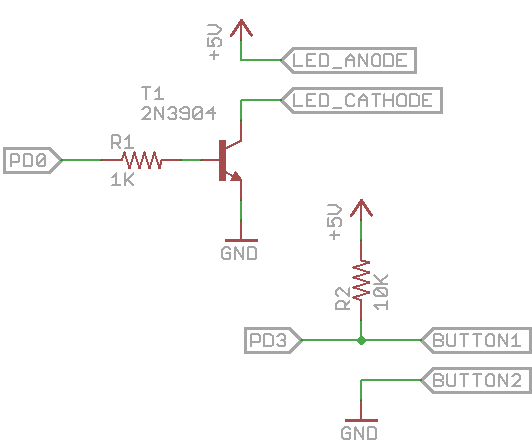 +5V
LED_ANODE
T1
2N3904
LED_CATHODE
PD0
R1
1K
GND
+5V
R2
10K
PD3
BUTTON1
BUTTON2
GND